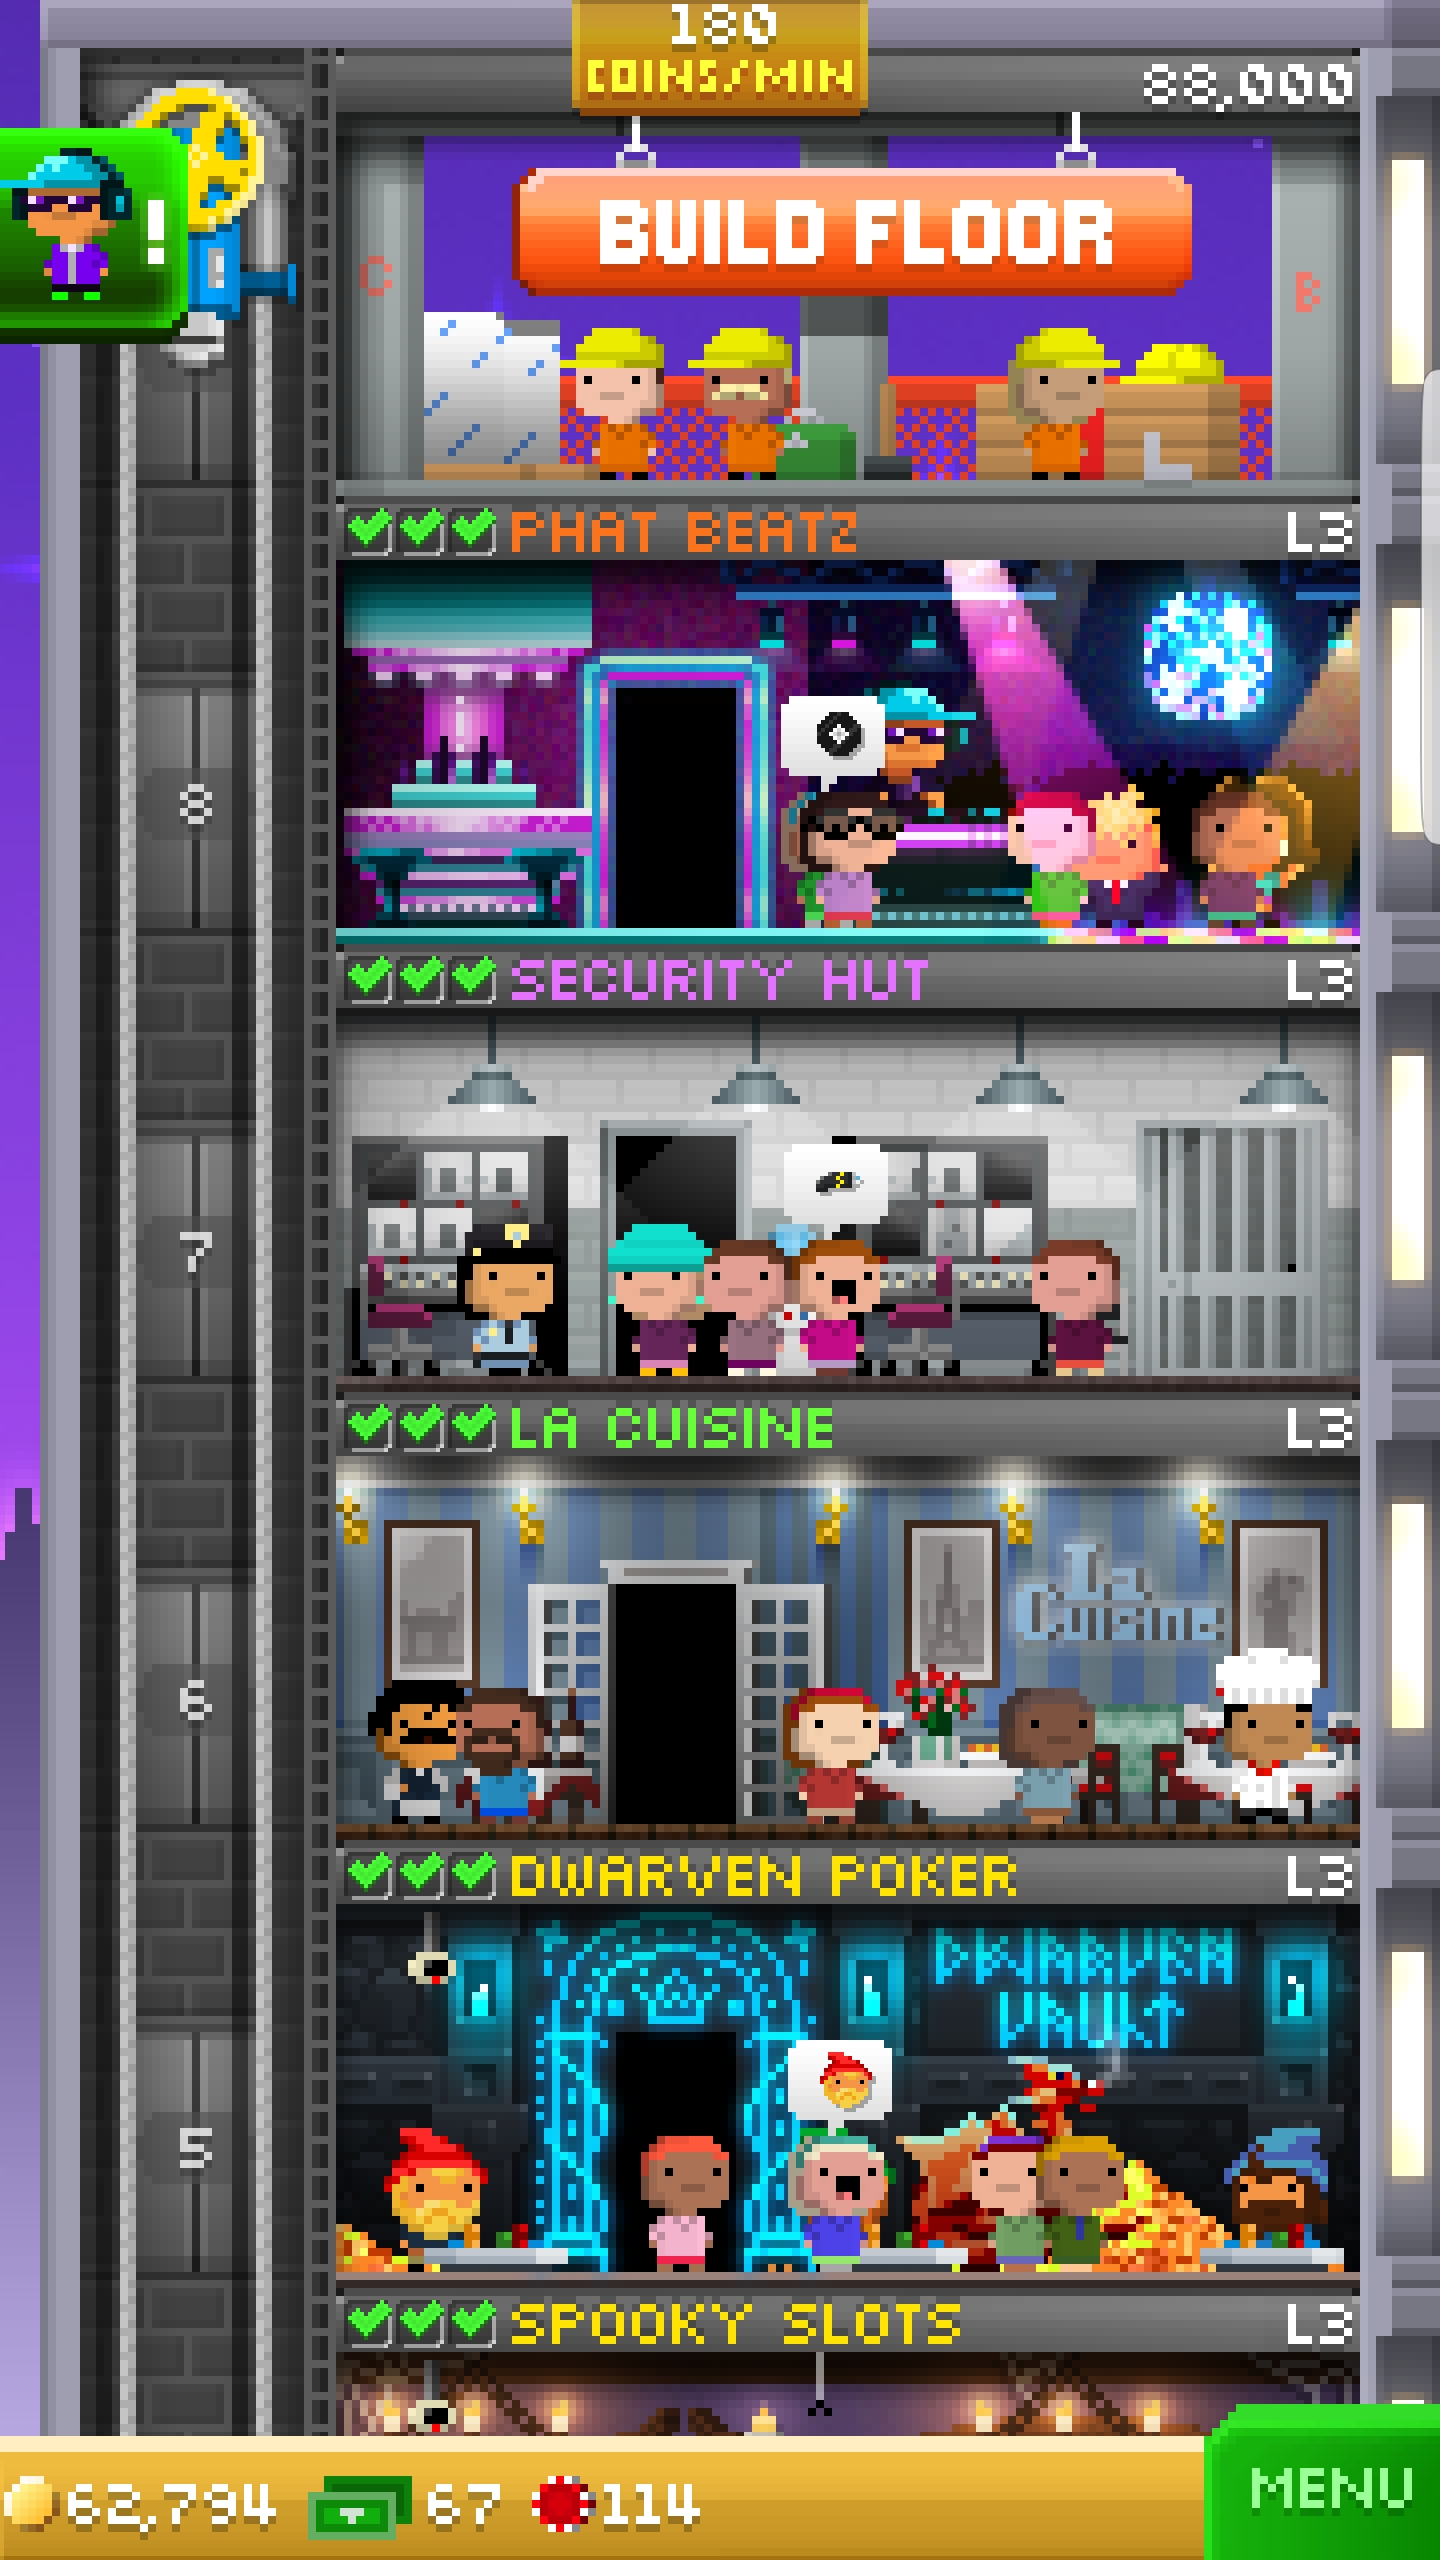 180
COINS/MIN
88,000
!
BUILD FLOOR
C
B
PHAT BEATZ
L3
8
SECURITY HUT
L3
7
LA CUISINE
L3
La
Cuisine
6
DWARVEN POKER
L3
DWARVEN
VAULT
5
SPOOKY SLOTS
L3
62,794
67
114
MENU